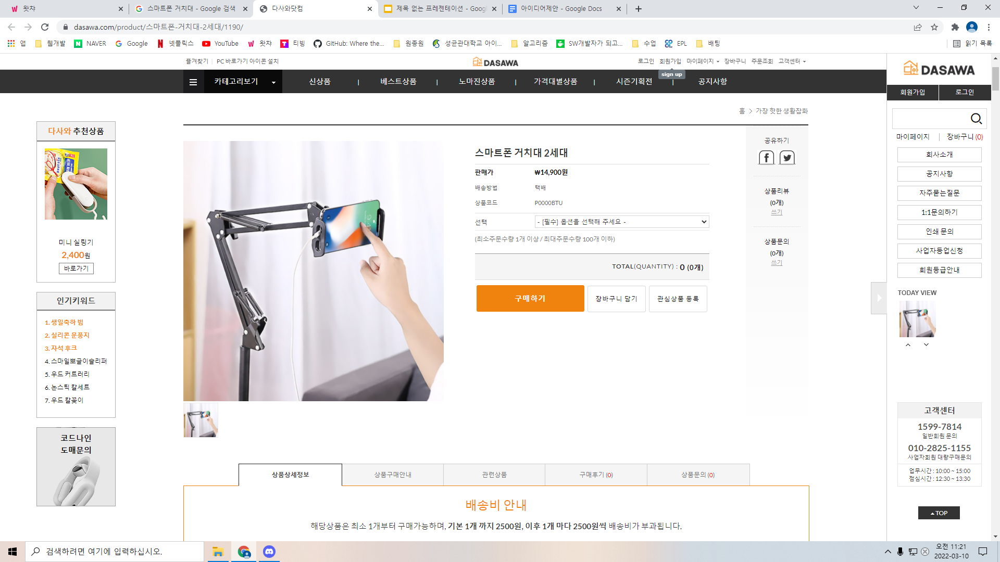 왓챠
스마트폰 거치대 - Google 검색
다사와닷컴
제목 없는 프레젠테이션 - Googl
아이디어제안 - Google Docs
dasawa.com/product/스마트폰-거치대-2세대/1190/
앱
웹개발
NAVER
Google
넷플릭스
YouTube
왓챠
티빙
GitHub: Where the...
원종원
성균관대학교 아이...
알고리즘
SW개발자가 되고...
수업
EPL
배팅
읽기 목록
즐겨찾기
PC 바로가기 아이콘 설치
DASAWA
로그인
회원가입
마이페이지
장바구니
주문조회
고객센터
sign up
카테고리보기
신상품
베스트상품
노마진상품
가격대별상품
시즌기획전
공지사항
홈 > 가장 핫한 생활잡화
다사와 추천상품
미니 실링기
2,400원
바로가기
인기키워드
1. 생일축하 빔
2. 실리콘 문풍지
3. 자석 후크
4. 스마일뽀글이슬리퍼
5. 우드 커트러리
6. 논스틱 칼세트
7. 우드 칼꽂이
코드나인
도매문의
스마트폰 거치대 2세대
판매가
₩14,900원
배송방법
택배
상품코드
P0000BTU
선택
- [필수] 옵션을 선택해 주세요 -
(최소주문수량 1개 이상 / 최대주문수량 100개 이하)
TOTAL(QUANTITY) : 0 (0개)
구매하기
장바구니 담기
관심상품 등록
공유하기
상품리뷰
(0개)
쓰기
상품문의
(0개)
쓰기
상품상세정보
상품구매안내
관련상품
구매후기 (0)
상품문의 (0)
배송비 안내
해당상품은 최소 1개부터 구매가능하며, 기본 1개 까지 2500원, 이후 1개 마다 2500원씩 배송비가 부과됩니다.
DASAWA
회원가입
로그인
마이페이지
장바구니 (0)
회사소개
공지사항
자주묻는질문
1:1문의하기
인쇄 문의
사업자등업신청
회원등급안내
TODAY VIEW
고객센터
1599-7814
일반회원 문의
010-2825-1155
사업자회원 대량구매문의
업무시간 : 10:00 ~ 15:00
점심시간 : 12:30 ~ 13:30
TOP
검색하려면 여기에 입력하십시오.
오전 11:21
2022-03-10